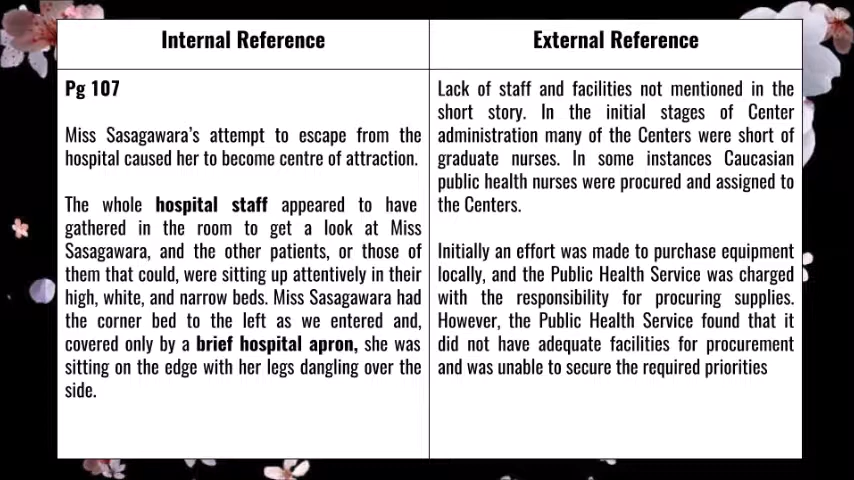 Internal Reference
Pg 107
Miss Sasagawara's attempt to escape from the
hospital caused her to become centre of attraction.
The whole hospital staff appeared to have
gathered in the room to get a look at Miss
Sasagawara, and the other patients, or those of
them that could, were sitting up attentively in their
high, white, and narrow beds. Miss Sasagawara had
the corner bed to the left as we entered and,
covered only by a brief hospital apron, she was
sitting on the edge with her legs dangling over the
side.
External Reference
Lack of staff and facilities not mentioned in the
short story. In the initial stages of Center
administration many of the Centers were short of
graduate nurses. In some instances Caucasian
public health nurses were procured and assigned to
the Centers.
Initially an effort was made to purchase equipment
locally, and the Public Health Service was charged
with the responsibility for procuring supplies.
However, the Public Health Service found that it
did not have adequate facilities for procurement
and was unable to secure the required priorities